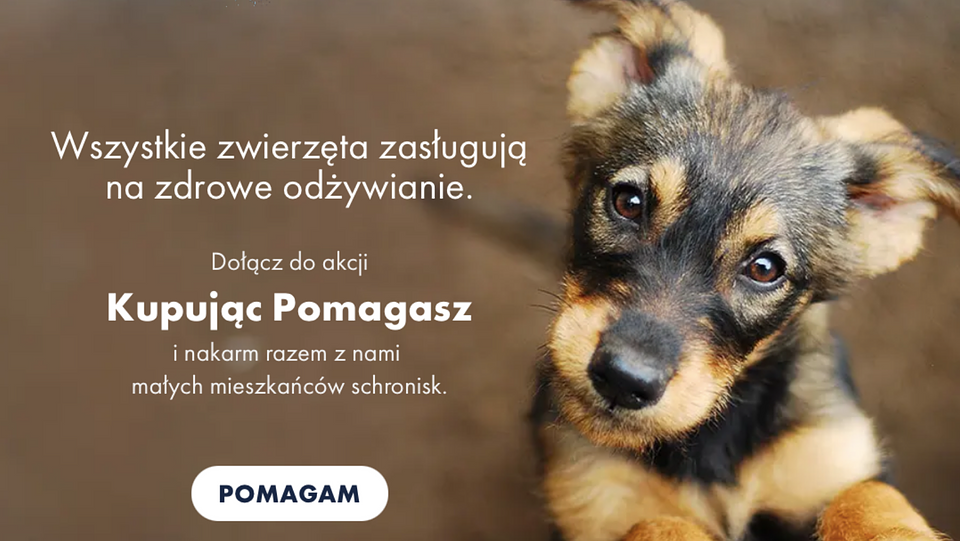 Wszystkie zwierzęta zasługują
na zdrowe odżywianie.
Dołącz do akcji
Kupując Pomagasz
i nakarm razem z nami
małych mieszkańców schronisk.
POMAGAM